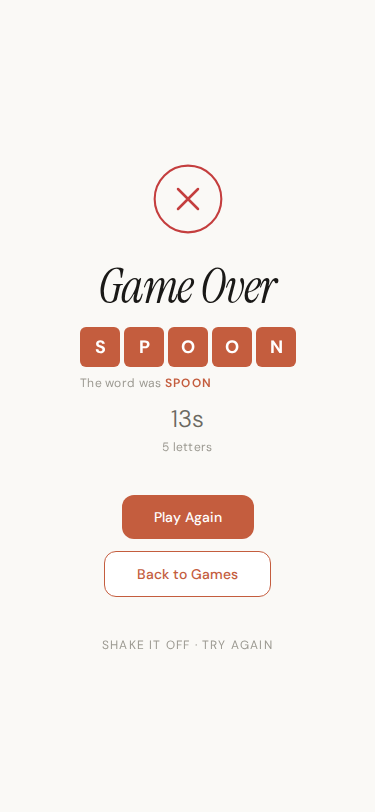 Game Over
S P O O N
The word was SPOON
13s
5 letters
Play Again
Back to Games
SHAKE IT OFF · TRY AGAIN